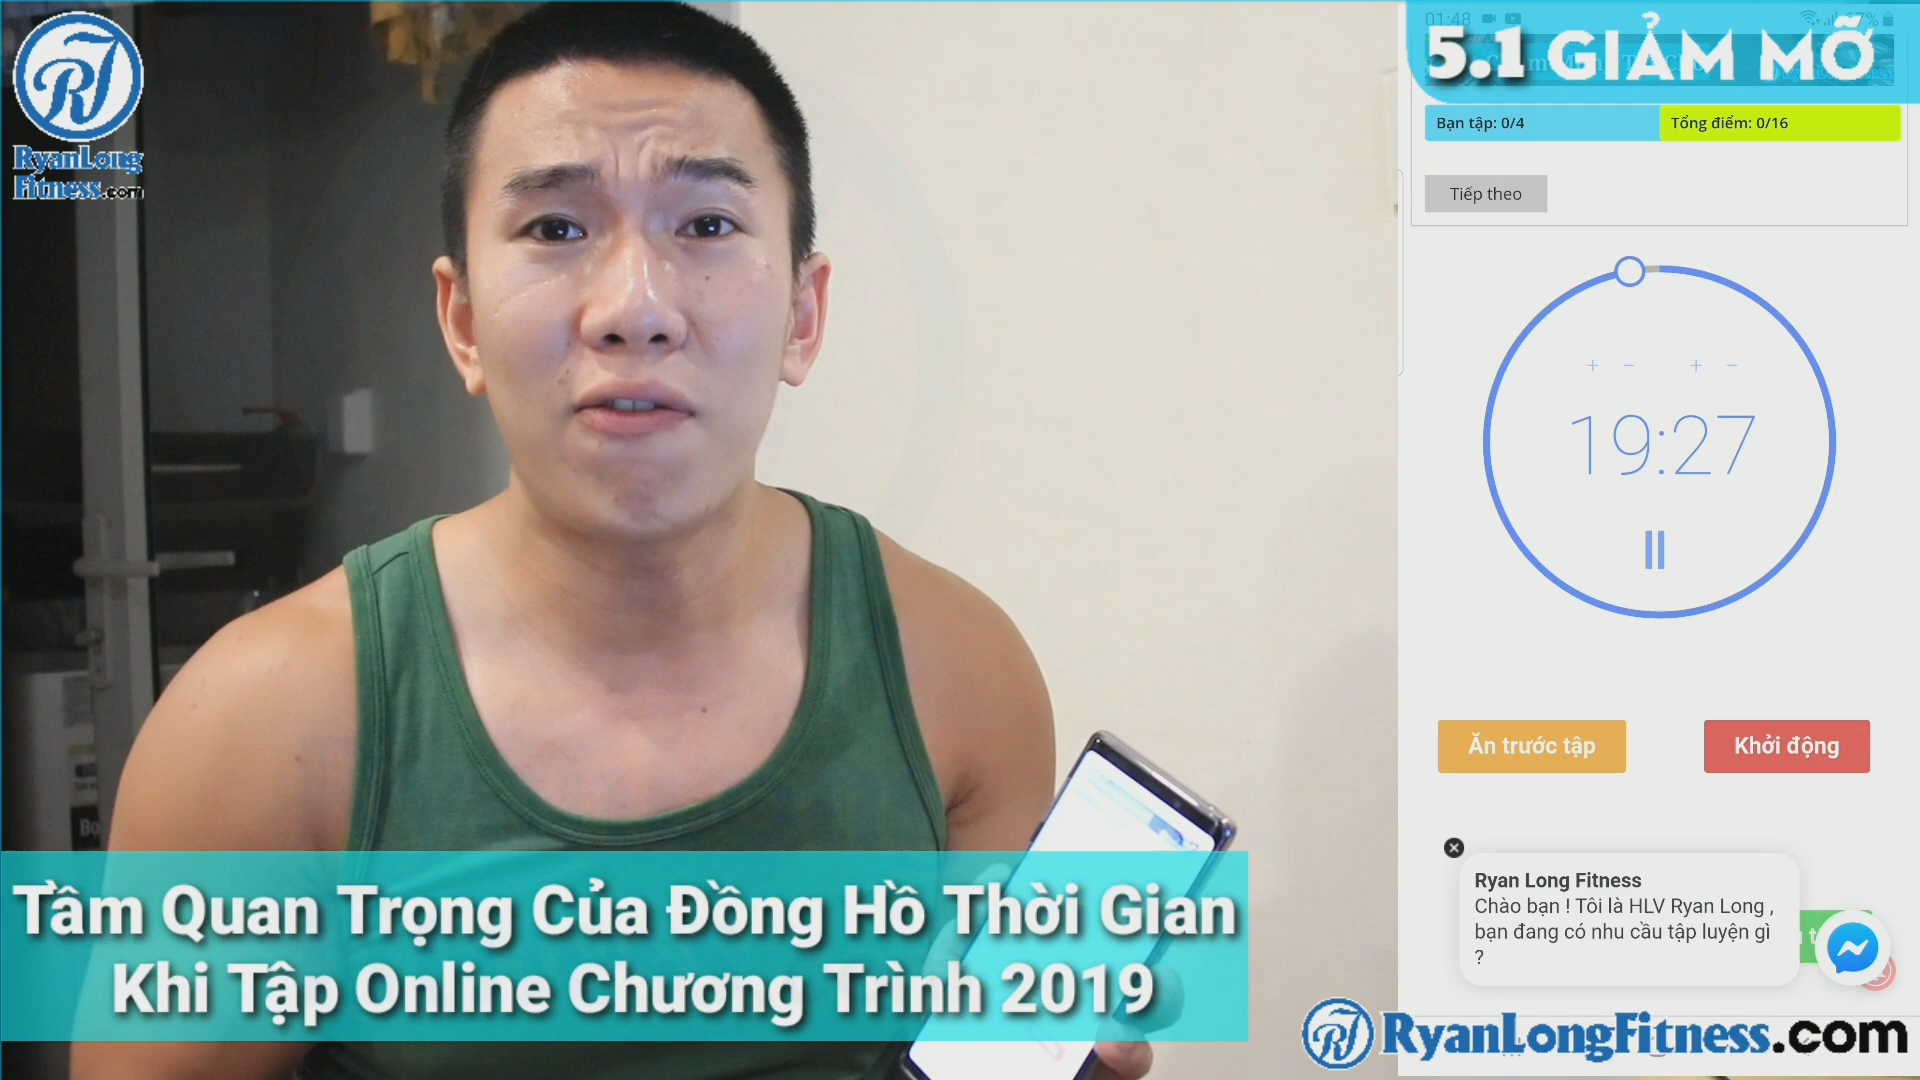 RyanLong
Fitness.com
01:48
67%
5.1 GIẢM MỠ
Bạn tập: 0/4
Tổng điểm: 0/16
Tiếp theo
+ − + −
19:27
Ăn trước tập
Khởi động
Ryan Long Fitness
Chào bạn ! Tôi là HLV Ryan Long ,
bạn đang có nhu cầu tập luyện gì
?
Tầm Quan Trọng Của Đồng Hồ Thời Gian
Khi Tập Online Chương Trình 2019
RyanLongFitness.com